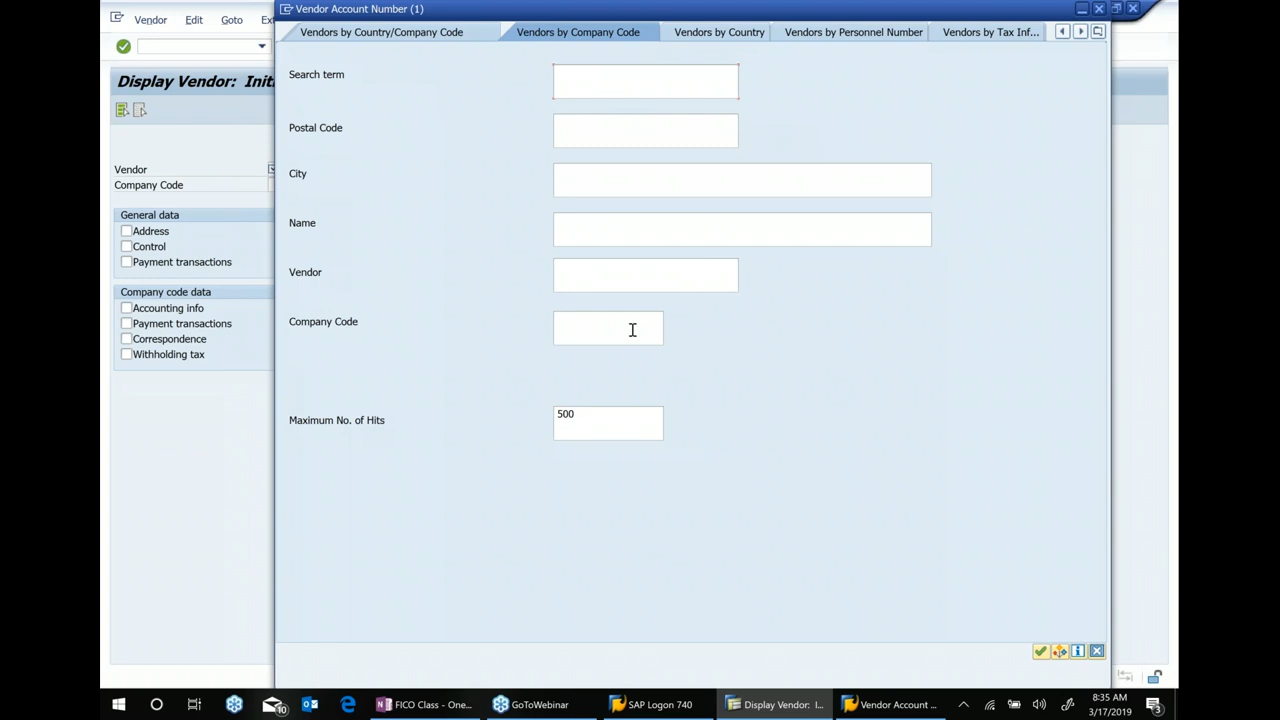 Vendor Account Number (1)
Vendor Edit Goto Ext
Vendors by Country/Company Code Vendors by Company Code Vendors by Country Vendors by Personnel Number Vendors by Tax Inf...
Display Vendor: Initi
Search term
Postal Code
City
Name
Vendor
Company Code
Maximum No. of Hits 500
Vendor
Company Code
General data
Address
Control
Payment transactions
Company code data
Accounting info
Payment transactions
Correspondence
Withholding tax
10 FICO Class - One... GoToWebinar SAP Logon 740 Display Vendor: I... Vendor Account ... 8:35 AM
3/17/2019 3